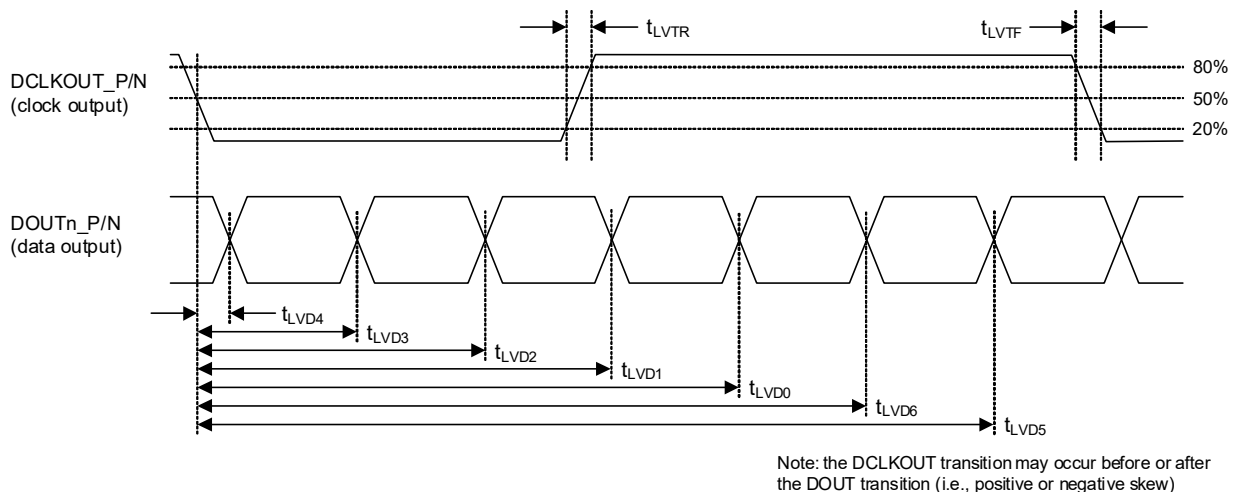 tLVTR
tLVTF
DCLKOUT_P/N
(clock output)
80%
50%
20%
DOUTn_P/N
(data output)
tLVD4
tLVD3
tLVD2
tLVD1
tLVD0
tLVD6
tLVD5
Note: the DCLKOUT transition may occur before or after
the DOUT transition (i.e., positive or negative skew)